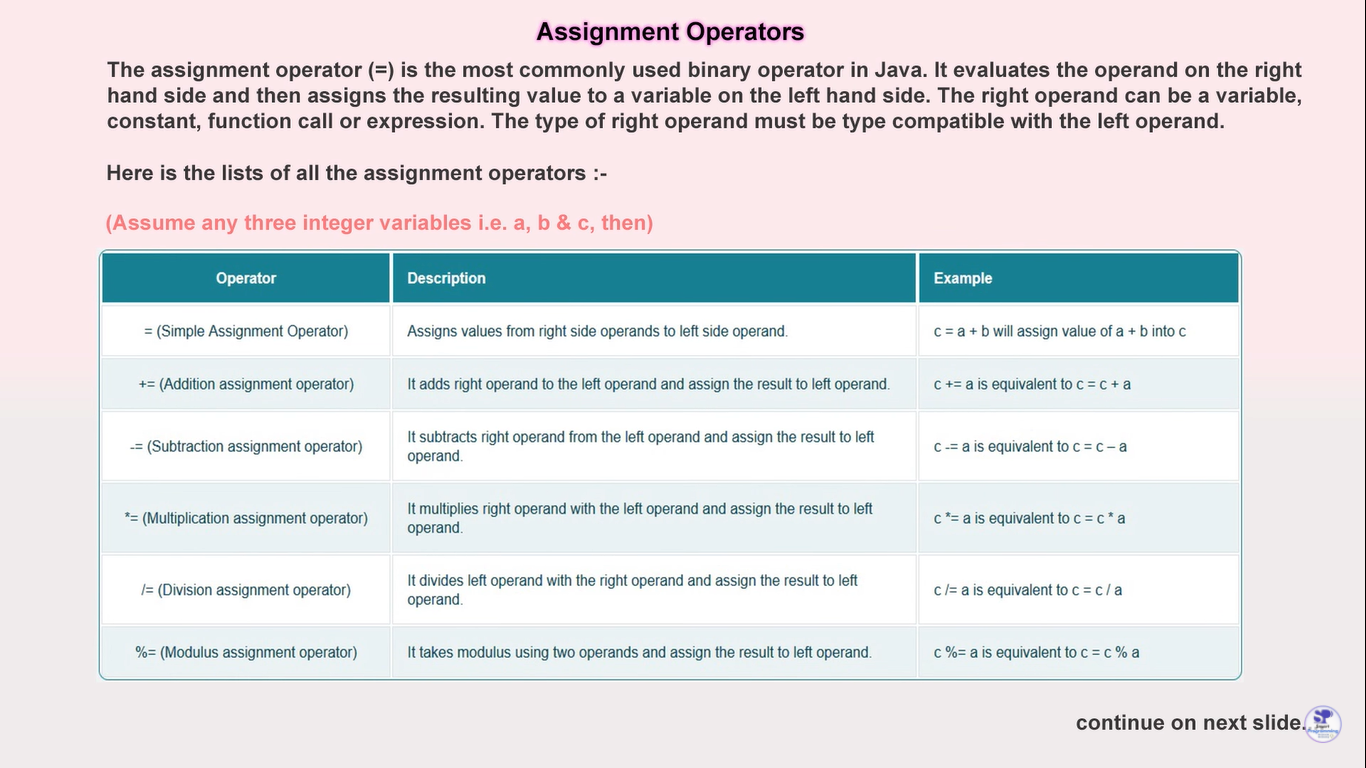 Assignment Operators
The assignment operator (=) is the most commonly used binary operator in Java. It evaluates the operand on the right
hand side and then assigns the resulting value to a variable on the left hand side. The right operand can be a variable,
constant, function call or expression. The type of right operand must be type compatible with the left operand.
Here is the lists of all the assignment operators :-
(Assume any three integer variables i.e. a, b & c, then)
Operator Description Example
= (Simple Assignment Operator) Assigns values from right side operands to left side operand. c = a + b will assign value of a + b into c
+= (Addition assignment operator) It adds right operand to the left operand and assign the result to left operand. c += a is equivalent to c = c + a
-= (Subtraction assignment operator) It subtracts right operand from the left operand and assign the result to left
operand. c -= a is equivalent to c = c – a
*= (Multiplication assignment operator) It multiplies right operand with the left operand and assign the result to left
operand. c *= a is equivalent to c = c * a
/= (Division assignment operator) It divides left operand with the right operand and assign the result to left
operand. c /= a is equivalent to c = c / a
%= (Modulus assignment operator) It takes modulus using two operands and assign the result to left operand. c %= a is equivalent to c = c % a
continue on next slide.